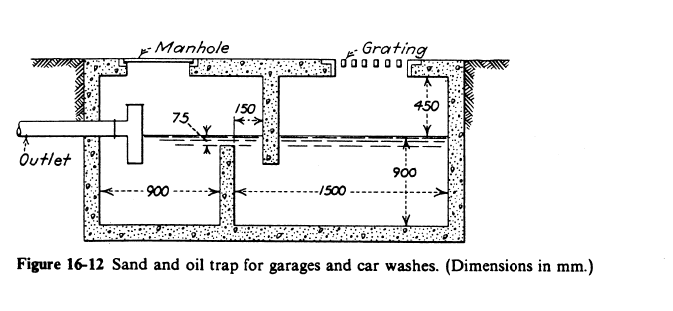 Manhole
Grating
150
75
450
Outlet
900
900
1500
Figure 16-12 Sand and oil trap for garages and car washes. (Dimensions in mm.)